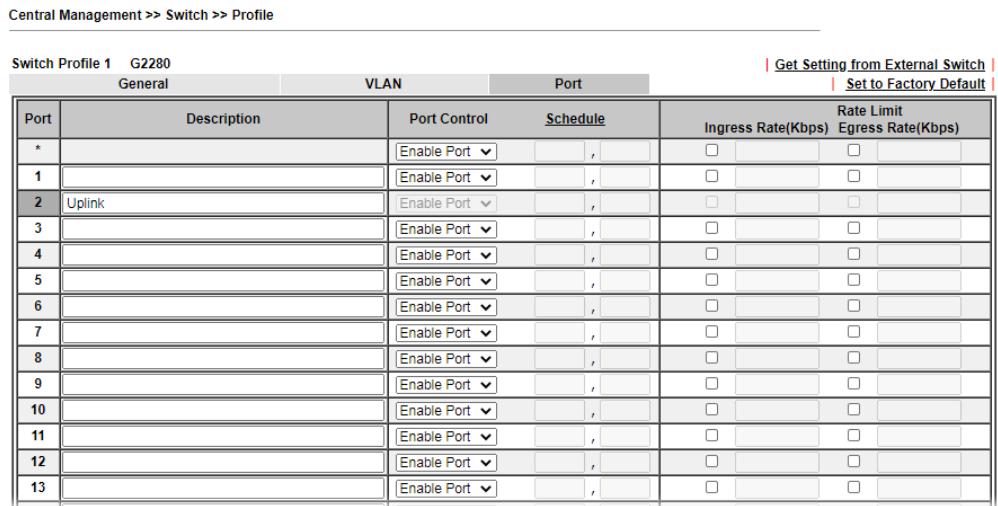 Central Management >> Switch >> Profile
Switch Profile 1 G2280 | Get Setting from External Switch |
General VLAN Port | Set to Factory Default |
Port Description Port Control Schedule Rate Limit
Ingress Rate(Kbps) Egress Rate(Kbps)
* Enable Port ,
1 Enable Port ,
2 Uplink Enable Port ,
3 Enable Port ,
4 Enable Port ,
5 Enable Port ,
6 Enable Port ,
7 Enable Port ,
8 Enable Port ,
9 Enable Port ,
10 Enable Port ,
11 Enable Port ,
12 Enable Port ,
13 Enable Port ,